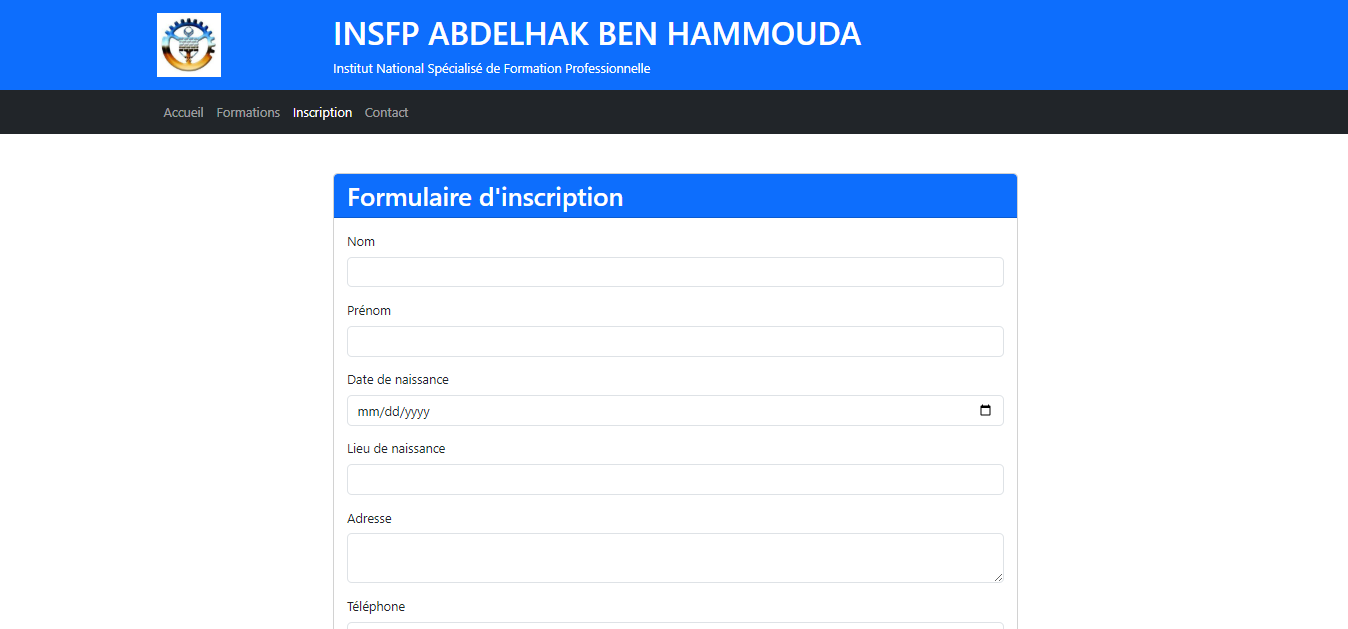 INSFP ABDELHAK BEN HAMMOUDA
Institut National Spécialisé de Formation Professionnelle
Accueil Formations Inscription Contact
Formulaire d'inscription
Nom
Prénom
Date de naissance
mm/dd/yyyy
Lieu de naissance
Adresse
Téléphone